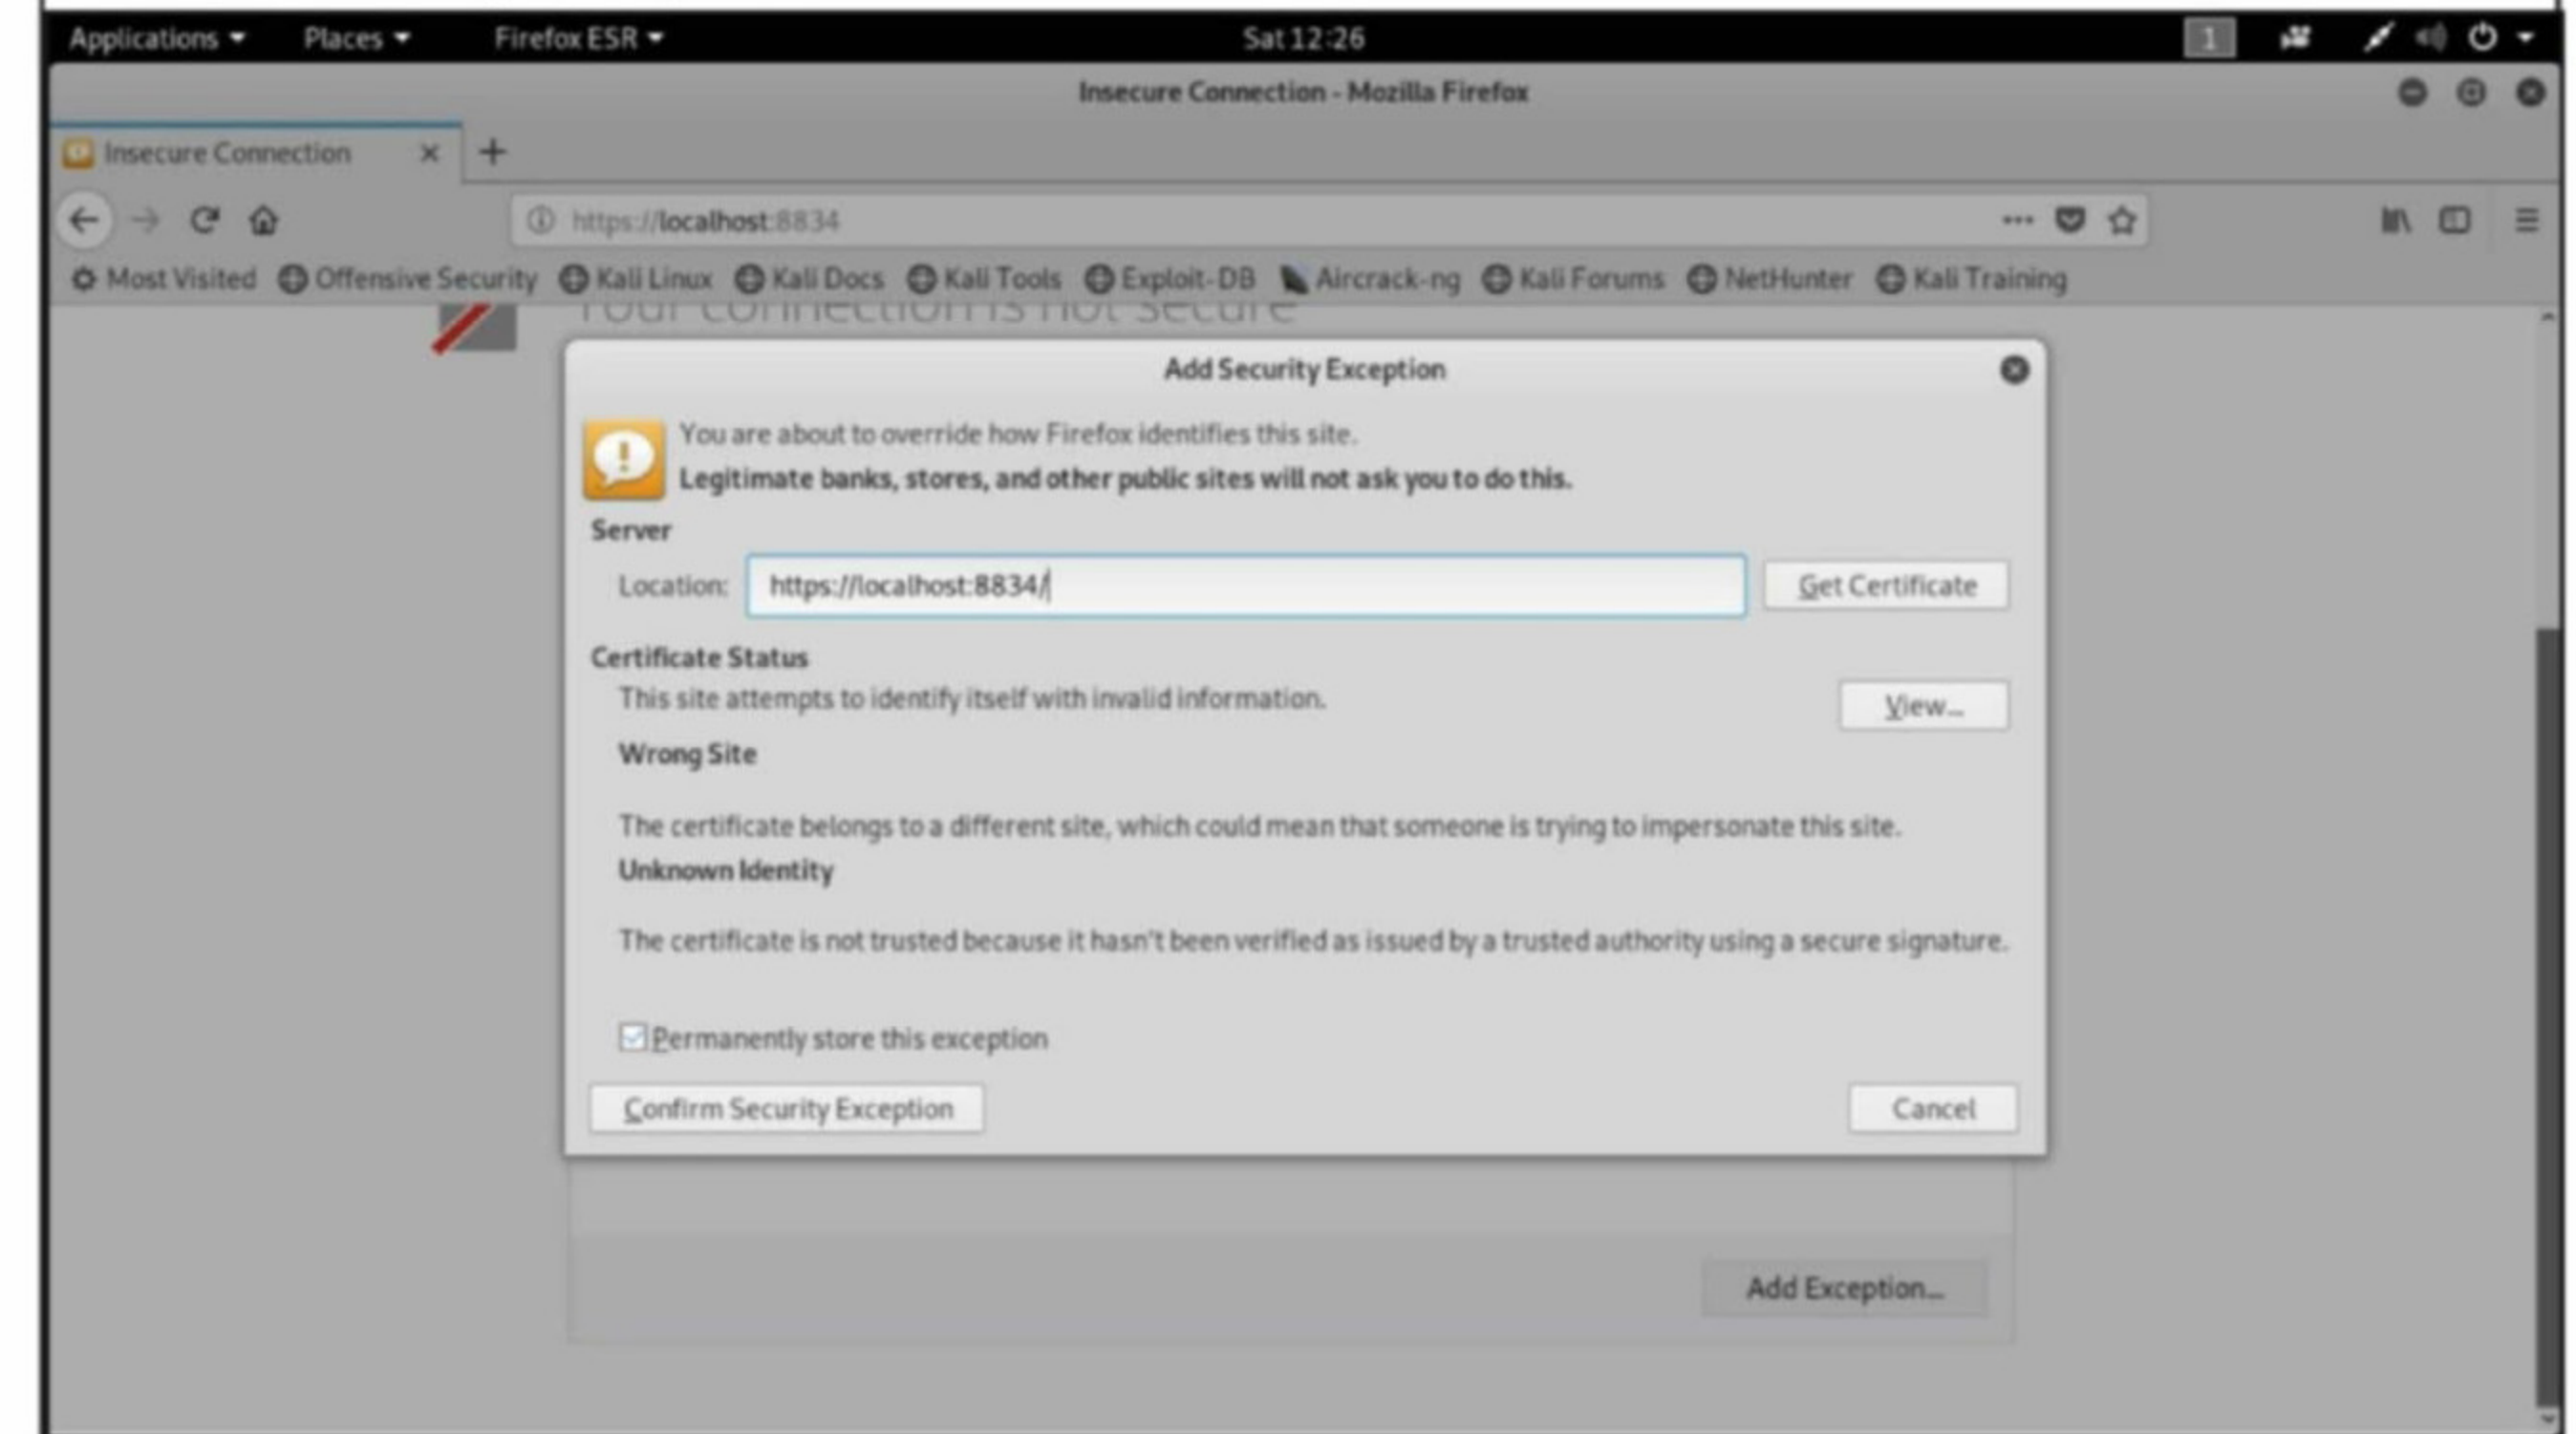 Applications Places Firefox ESR Sat 12:26 1
Insecure Connection - Mozilla Firefox
Insecure Connection
https://localhost:8834
Most Visited Offensive Security Kali Linux Kali Docs Kali Tools Exploit-DB Aircrack-ng Kali Forums NetHunter Kali Training
Your connection is not secure
Add Security Exception
You are about to override how Firefox identifies this site.
Legitimate banks, stores, and other public sites will not ask you to do this.
Server
Location: https://localhost:8834/ Get Certificate
Certificate Status
This site attempts to identify itself with invalid information.
View...
Wrong Site
The certificate belongs to a different site, which could mean that someone is trying to impersonate this site.
Unknown Identity
The certificate is not trusted because it hasn't been verified as issued by a trusted authority using a secure signature.
Permanently store this exception
Confirm Security Exception Cancel
Add Exception...